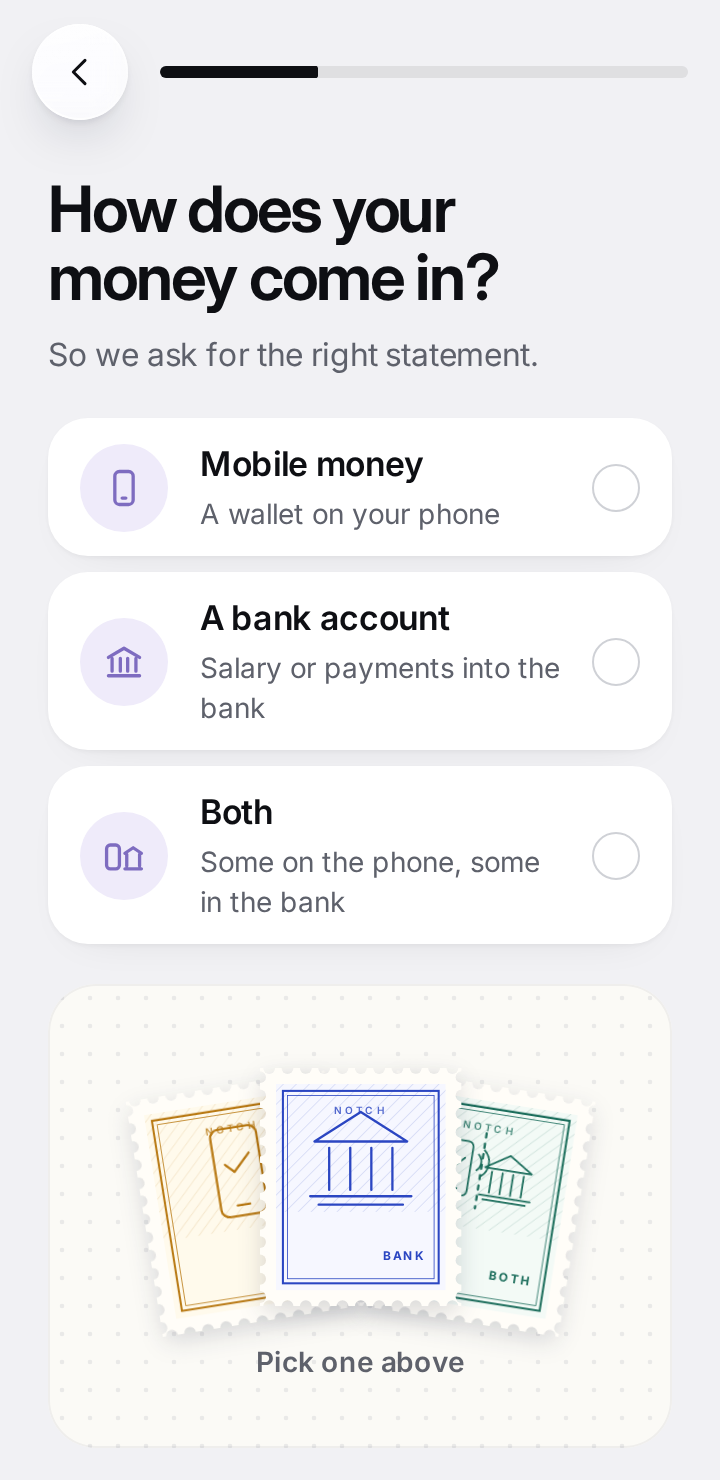 How does your
money come in?
So we ask for the right statement.
Mobile money
A wallet on your phone
A bank account
Salary or payments into the
bank
Both
Some on the phone, some
in the bank
NOTCH
NOTCH
NOTCH
BANK
BOTH
Pick one above